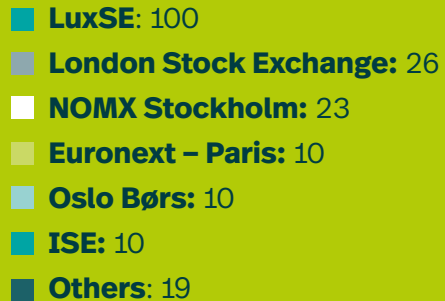 LuxSE: 100
London Stock Exchange: 26
NOMX Stockholm: 23
Euronext – Paris: 10
Oslo Børs: 10
ISE: 10
Others: 19